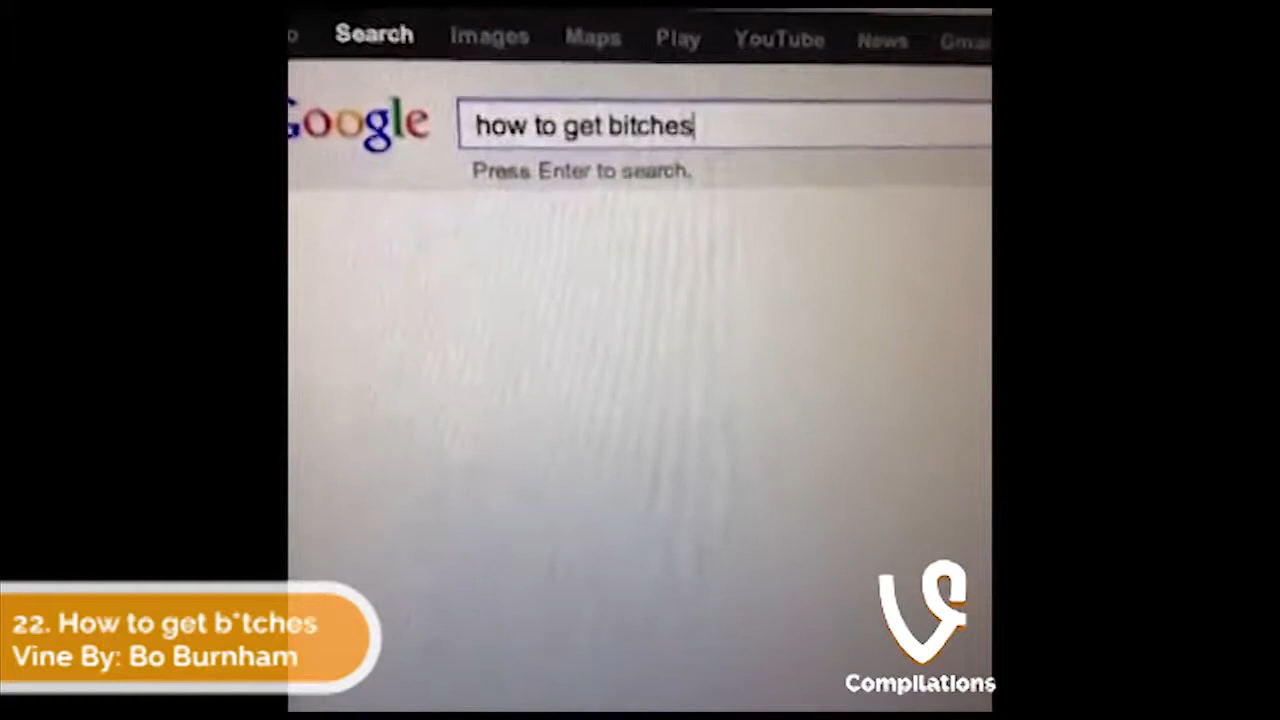 Search Images Maps Play YouTube News
Google how to get bitches
Press Enter to search.
22. How to get b*tches
Vine By: Bo Burnham
Compilations